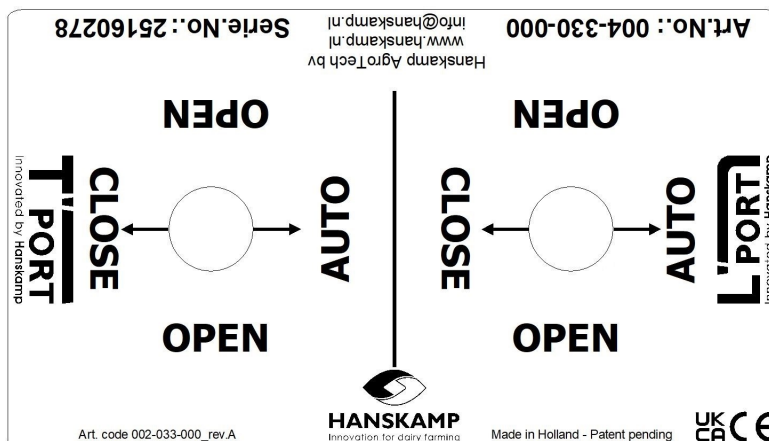 Art.No.: 004-330-000
Serie.No.: 25160278
Hanskamp AgroTech bv
www.hanskamp.nl
info@hanskamp.nl
OPEN
OPEN
Innovated by Hanskamp
T'PORT
CLOSE
AUTO
CLOSE
AUTO
L'PORT
Innovated by Hanskamp
OPEN
OPEN
HANSKAMP
Innovation for dairy farming
Art. code 002-033-000_rev.A
Made in Holland - Patent pending
UK
CA
CE